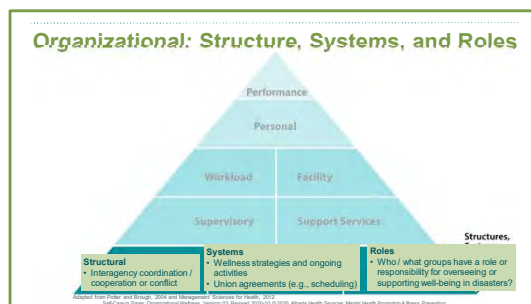 Organizational: Structure, Systems, and Roles
Performance
Personal
Workload
Facility
Supervisory
Support Services
Structures,
Structural
• Interagency coordination /
cooperation or conflict
Systems
• Wellness strategies and ongoing
activities
• Union agreements (e.g., scheduling)
Roles
• Who / what groups have a role or
responsibility for overseeing or
supporting well-being in disasters?
Adapted from Potter and Brough, 2004 and Management Sciences for Health, 2012